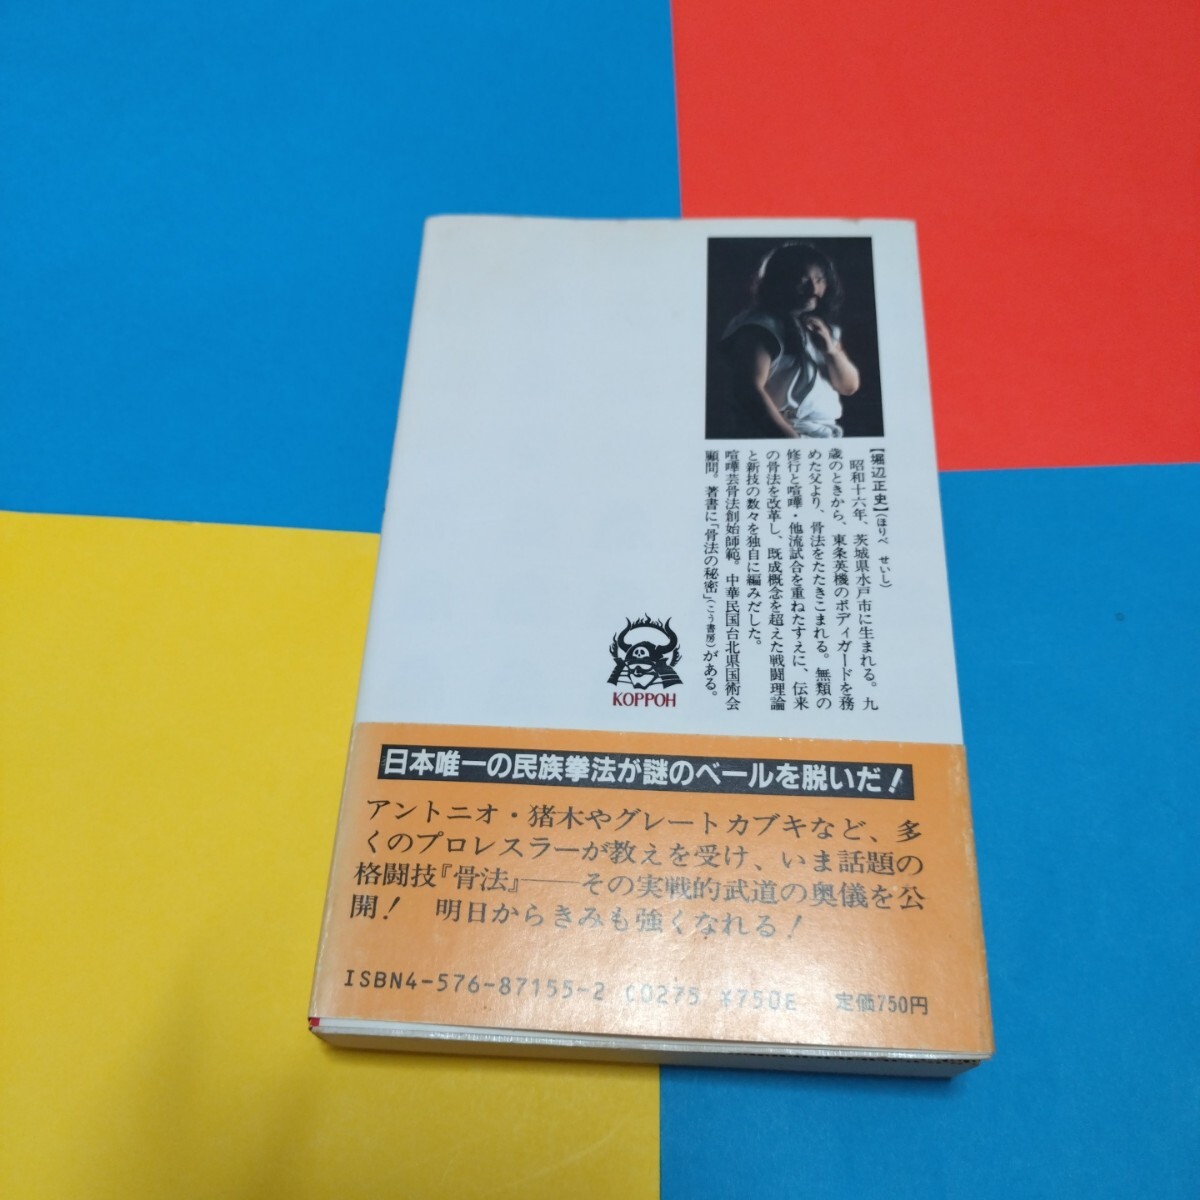 【堀辺正史】(ほりべ せいし)
昭和十六年、茨城県水戸市に生まれる。九
歳のときから、東条英機のボディガードを務
めた父より、骨法をたたきこまれる。無類の
修行と喧嘩・他流試合を重ねたすえに、伝来
の骨法を改革し、既成概念を超えた戦闘理論
と新技の数々を独自に編みだした。
喧嘩芸骨法創始師範。中華民国台北県国術会
顧問。著書に「骨法の秘密」(こう書房)がある。
KOPPOH
日本唯一の民族拳法が謎のベールを脱いだ!
アントニオ・猪木やグレートカブキなど、多
くのプロレスラーが教えを受け、いま話題の
格闘技『骨法』──その実戦的武道の奥儀を公
開! 明日からきみも強くなれる!
ISBN4-576-87155-2 C0275 ¥750E 定価750円